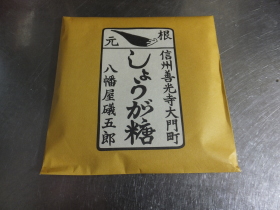 根元
信州善光寺大門町
しょうが糖
八幡屋礒五郎